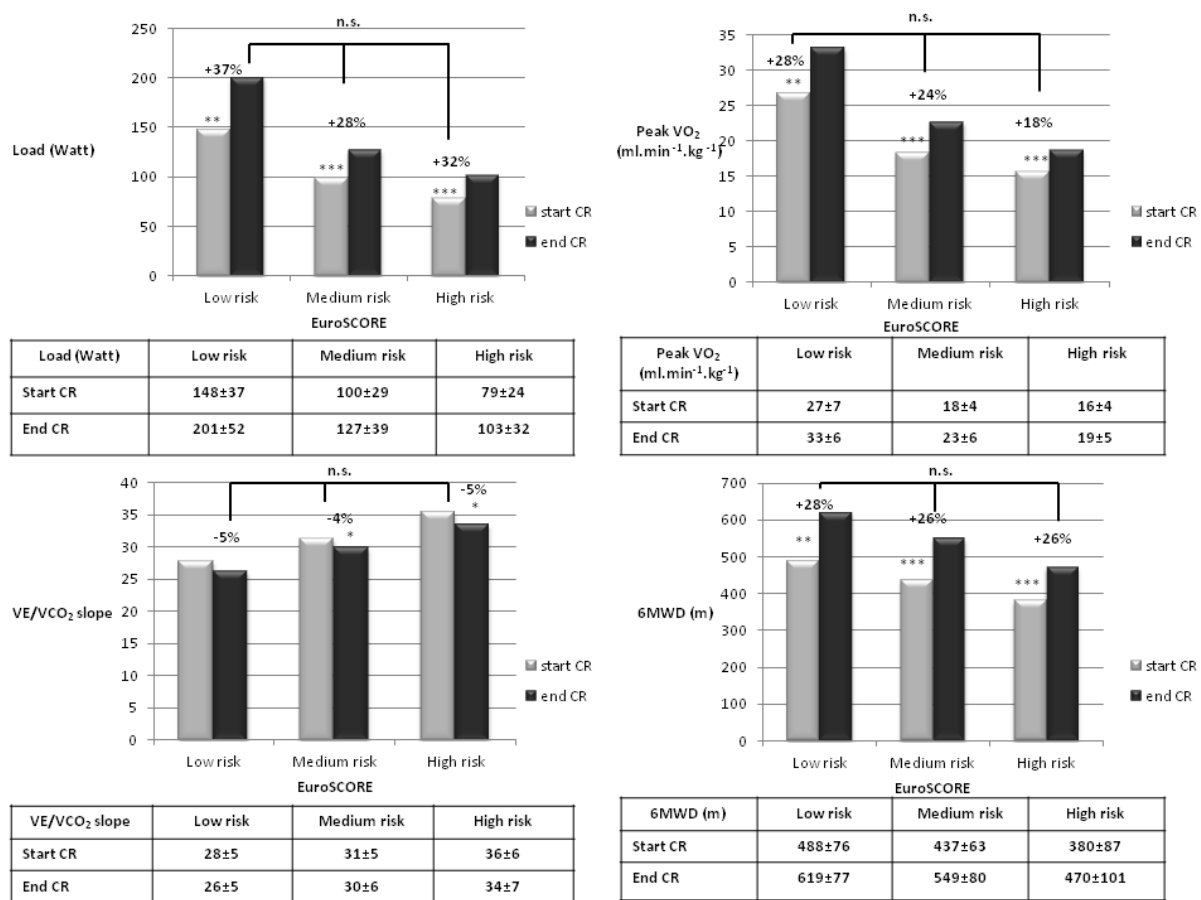 n.s.
250
200
150
100
50
0
Load (Watt)
+37%
**
+28%
***
+32%
***
start CR
end CR
Low risk Medium risk High risk
EuroSCORE
Load (Watt) Low risk Medium risk High risk
Start CR 148±37 100±29 79±24
End CR 201±52 127±39 103±32
n.s.
40
35
30
25
20
15
10
5
0
VE/VCO₂ slope
-5%
-4%
*
-5%
*
start CR
end CR
Low risk Medium risk High risk
EuroSCORE
VE/VCO₂ slope Low risk Medium risk High risk
Start CR 28±5 31±5 36±6
End CR 26±5 30±6 34±7
n.s.
35
30
25
20
15
10
5
0
Peak VO₂
(ml.min⁻¹.kg⁻¹)
+28%
**
+24%
***
+18%
***
start CR
end CR
Low risk Medium risk High risk
EuroSCORE
Peak VO₂ Low risk Medium risk High risk
(ml.min⁻¹.kg⁻¹)
Start CR 27±7 18±4 16±4
End CR 33±6 23±6 19±5
n.s.
700
600
500
400
300
200
100
0
6MWD (m)
+28%
**
+26%
***
+26%
***
start CR
end CR
Low risk Medium risk High risk
EuroSCORE
6MWD (m) Low risk Medium risk High risk
Start CR 488±76 437±63 380±87
End CR 619±77 549±80 470±101